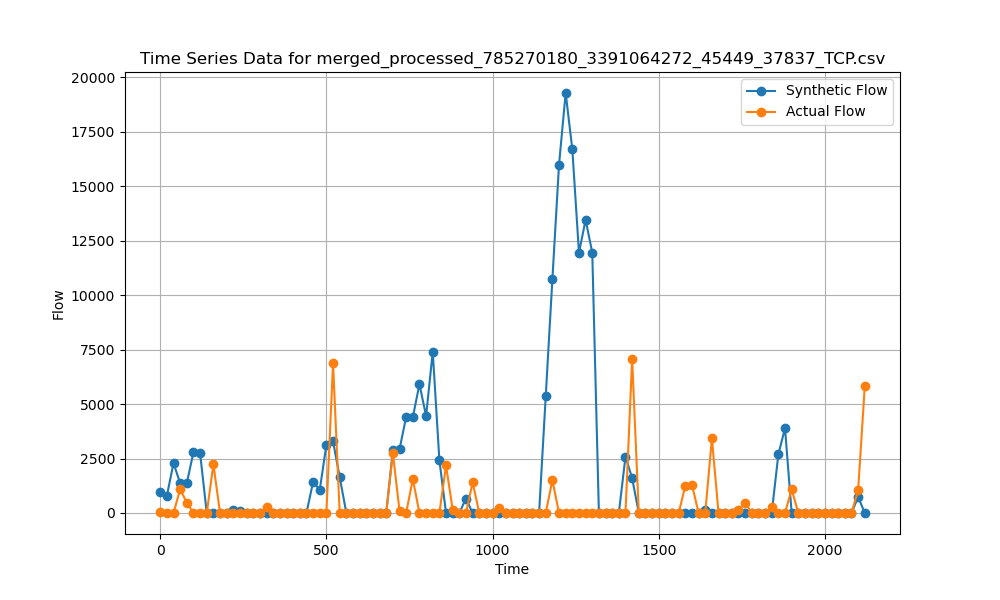 Time Series Data for merged_processed_785270180_3391064272_45449_37837_TCP.csv
Synthetic Flow
Actual Flow
20000
17500
15000
12500
10000
7500
5000
2500
0
Flow
0 500 1000 1500 2000
Time